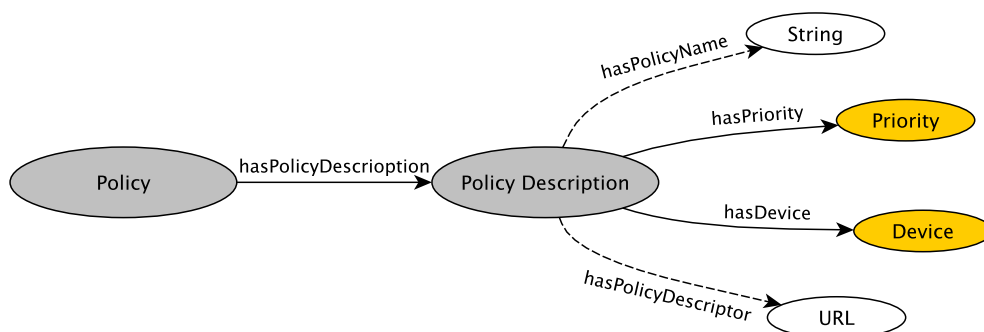 String
hasPolicyName
hasPriority
Priority
hasPolicyDescrioption
Policy
Policy Description
hasDevice
Device
hasPolicyDescriptor
URL